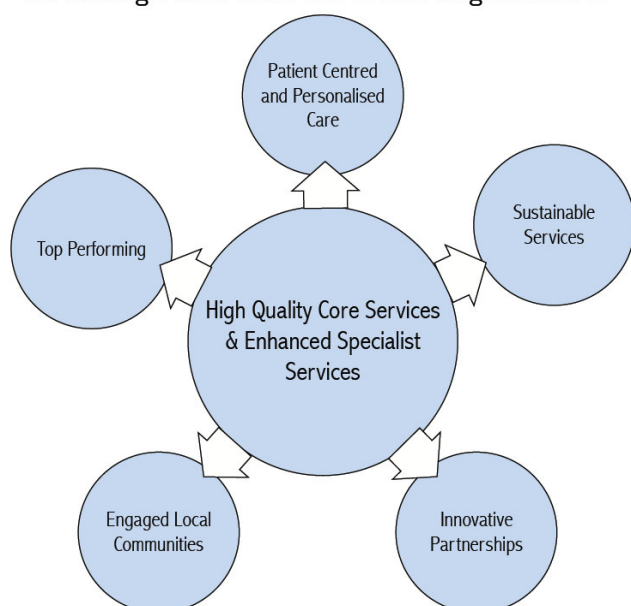 Patient Centred
and Personalised
Care
Sustainable
Services
Top Performing
High Quality Core Services
& Enhanced Specialist
Services
Engaged Local
Communities
Innovative
Partnerships